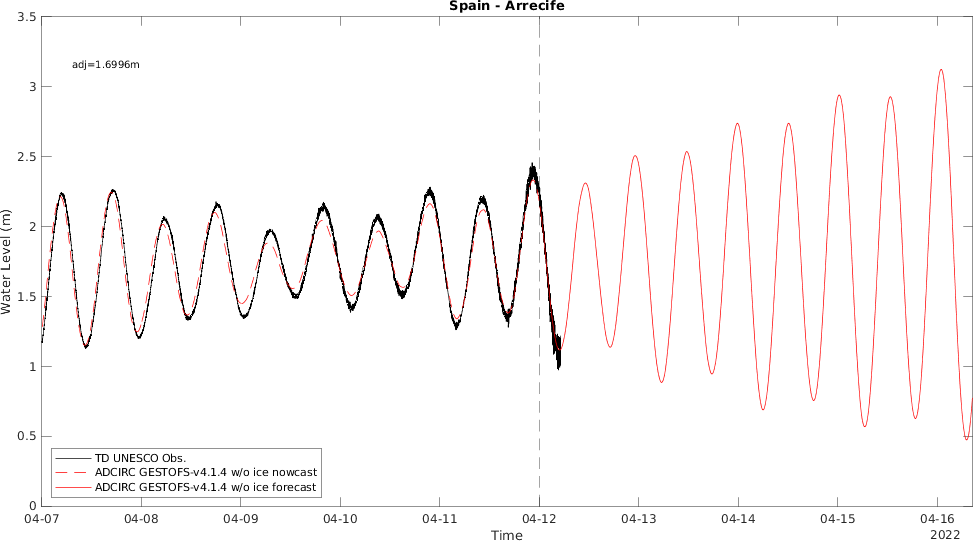 Spain - Arrecife
3.5
adj=1.6996m
3
2.5
2
Water Level (m)
1.5
1
0.5
TD UNESCO Obs.
ADCIRC GESTOFS-v4.1.4 w/o ice nowcast
ADCIRC GESTOFS-v4.1.4 w/o ice forecast
0
04-07 04-08 04-09 04-10 04-11 04-12 04-13 04-14 04-15 04-16
Time
2022